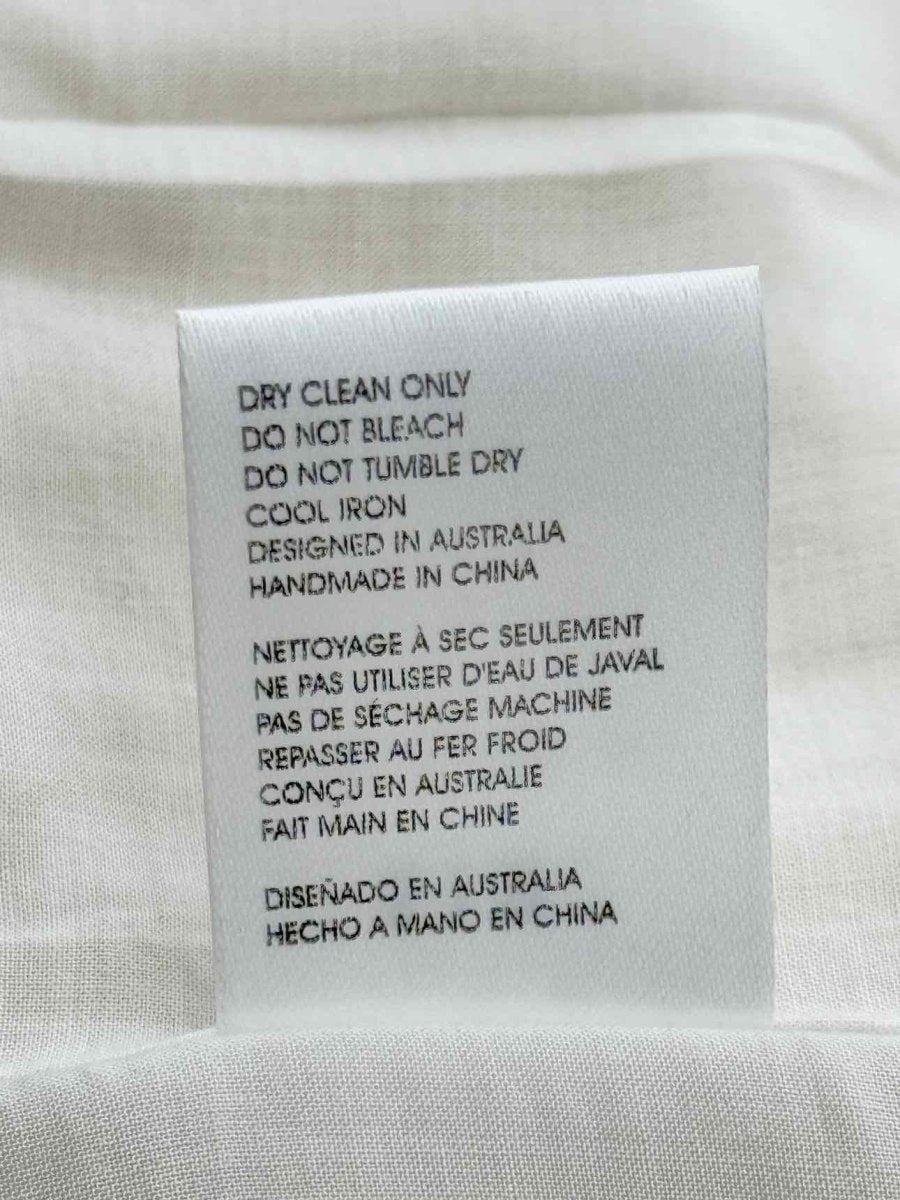 DRY CLEAN ONLY
DO NOT BLEACH
DO NOT TUMBLE DRY
COOL IRON
DESIGNED IN AUSTRALIA
HANDMADE IN CHINA
NETTOYAGE À SEC SEULEMENT
NE PAS UTILISER D'EAU DE JAVAL
PAS DE SÉCHAGE MACHINE
REPASSER AU FER FROID
CONÇU EN AUSTRALIE
FAIT MAIN EN CHINE
DISEÑADO EN AUSTRALIA
HECHO A MANO EN CHINA